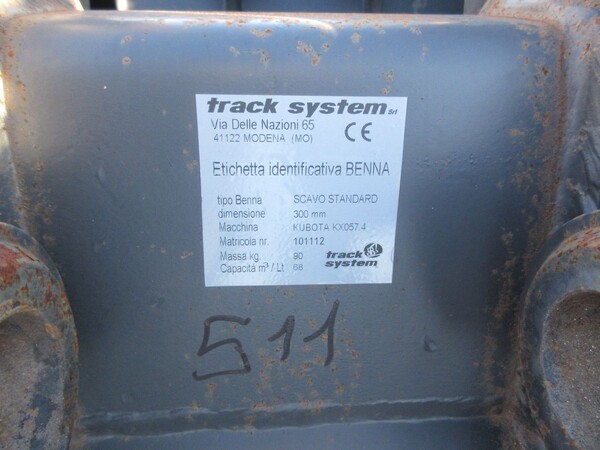 track system Srl
Via Delle Nazioni 65
41122 MODENA (MO)
CE
Etichetta identificativa BENNA
tipo Benna SCAVO STANDARD
dimensione 300 mm
Macchina KUBOTA KX057.4
Matricola nr. 101112
Massa kg. 90
Capacità m³ / Lt 68
track
system
511